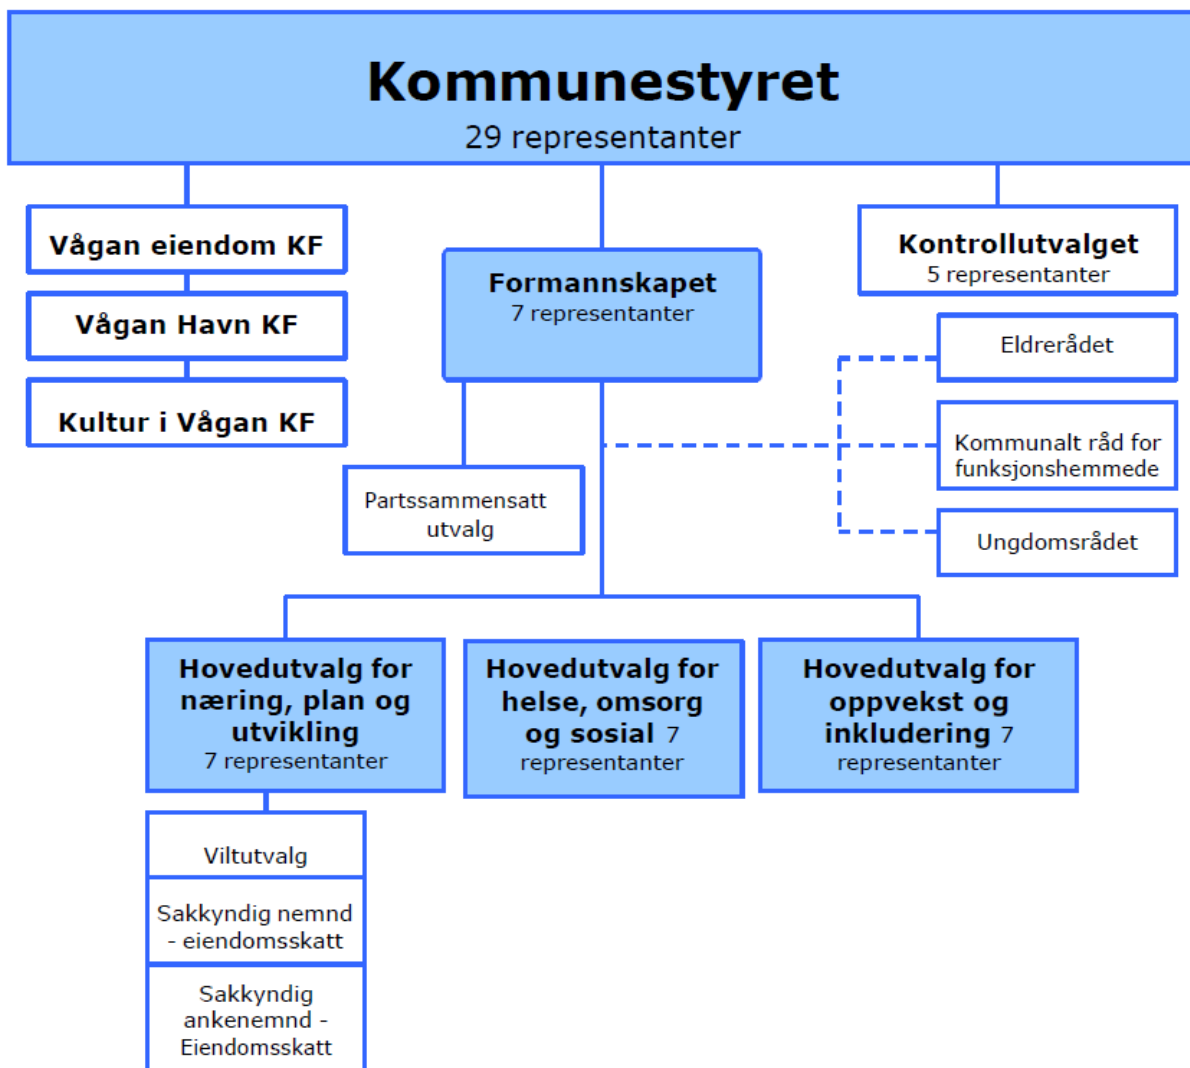 Kommunestyret
29 representanter
Vågan eiendom KF
Vågan Havn KF
Kultur i Vågan KF
Formannskapet
7 representanter
Kontrollutvalget
5 representanter
Eldrerådet
Kommunalt råd for
funksjonshemmede
Ungdomsrådet
Partssammensatt
utvalg
Hovedutvalg for
næring, plan og
utvikling
7 representanter
Hovedutvalg for
helse, omsorg
og sosial 7
representanter
Hovedutvalg for
oppvekst og
inkludering 7
representanter
Viltutvalg
Sakkyndig nemnd
- eiendomsskatt
Sakkyndig
ankenemnd -
Eiendomsskatt